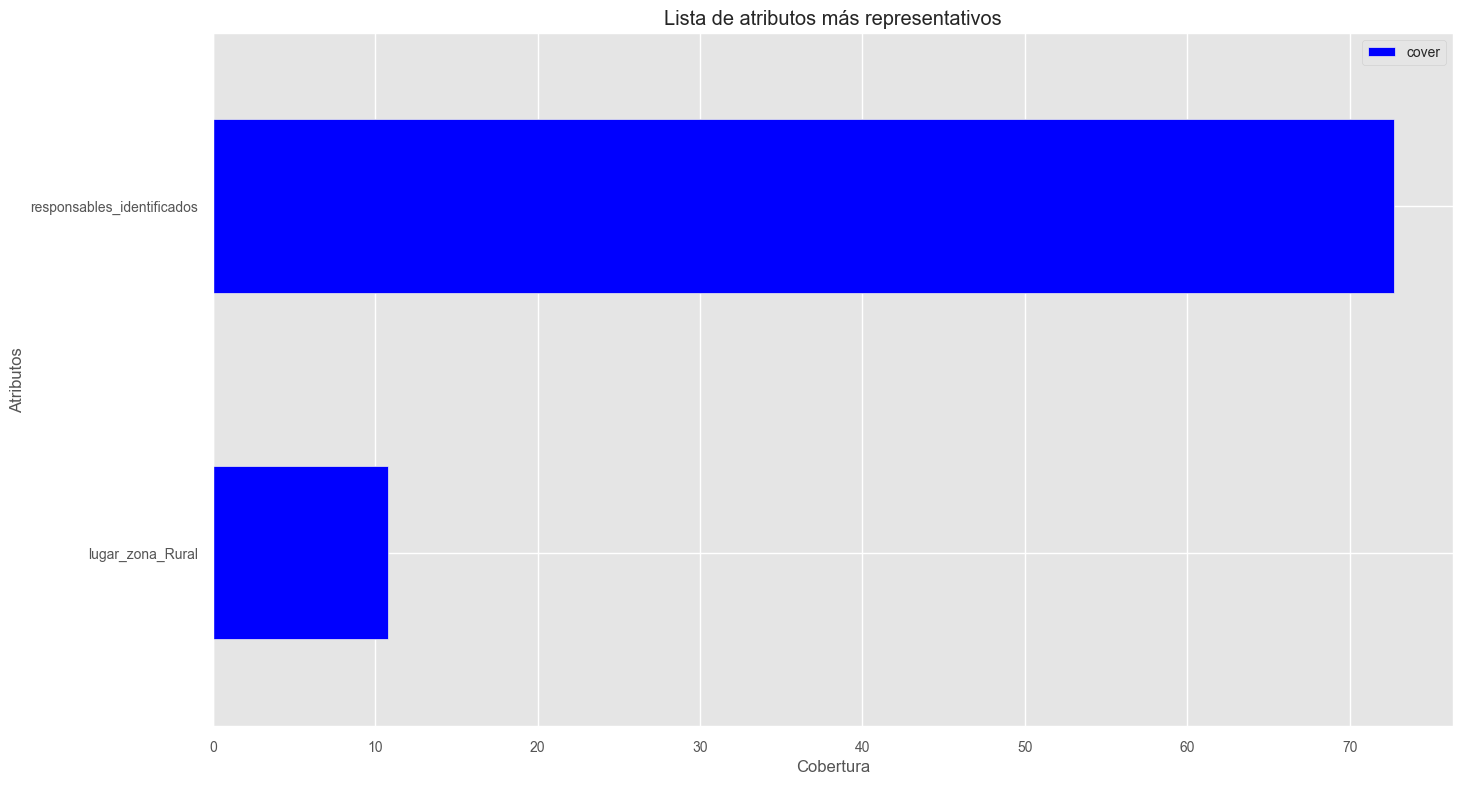 Lista de atributos más representativos
cover
responsables_identificados
Atributos
lugar_zona_Rural
0 10 20 30 40 50 60 70
Cobertura